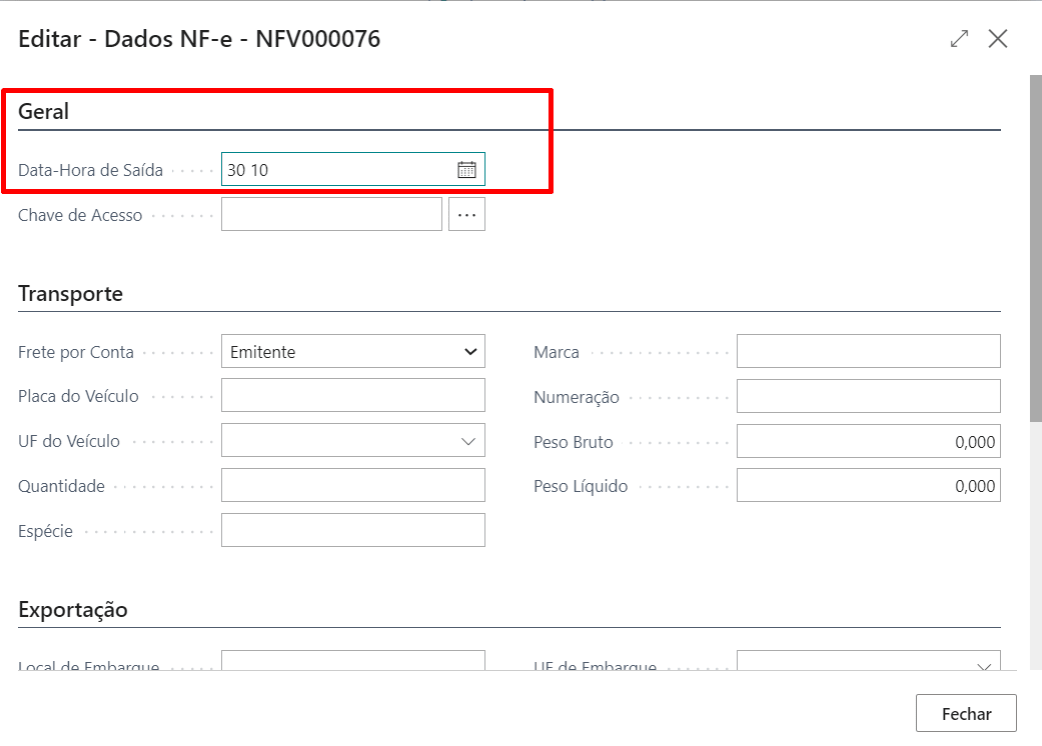 Editar - Dados NF-e - NFV000076
Geral
Data-Hora de Saída 30 10
Chave de Acesso
Transporte
Frete por Conta Emitente
Marca
Placa do Veículo
Numeração
UF do Veículo
Peso Bruto 0,000
Quantidade
Peso Líquido 0,000
Espécie
Exportação
Local de Embarque
UF de Embarque
Fechar